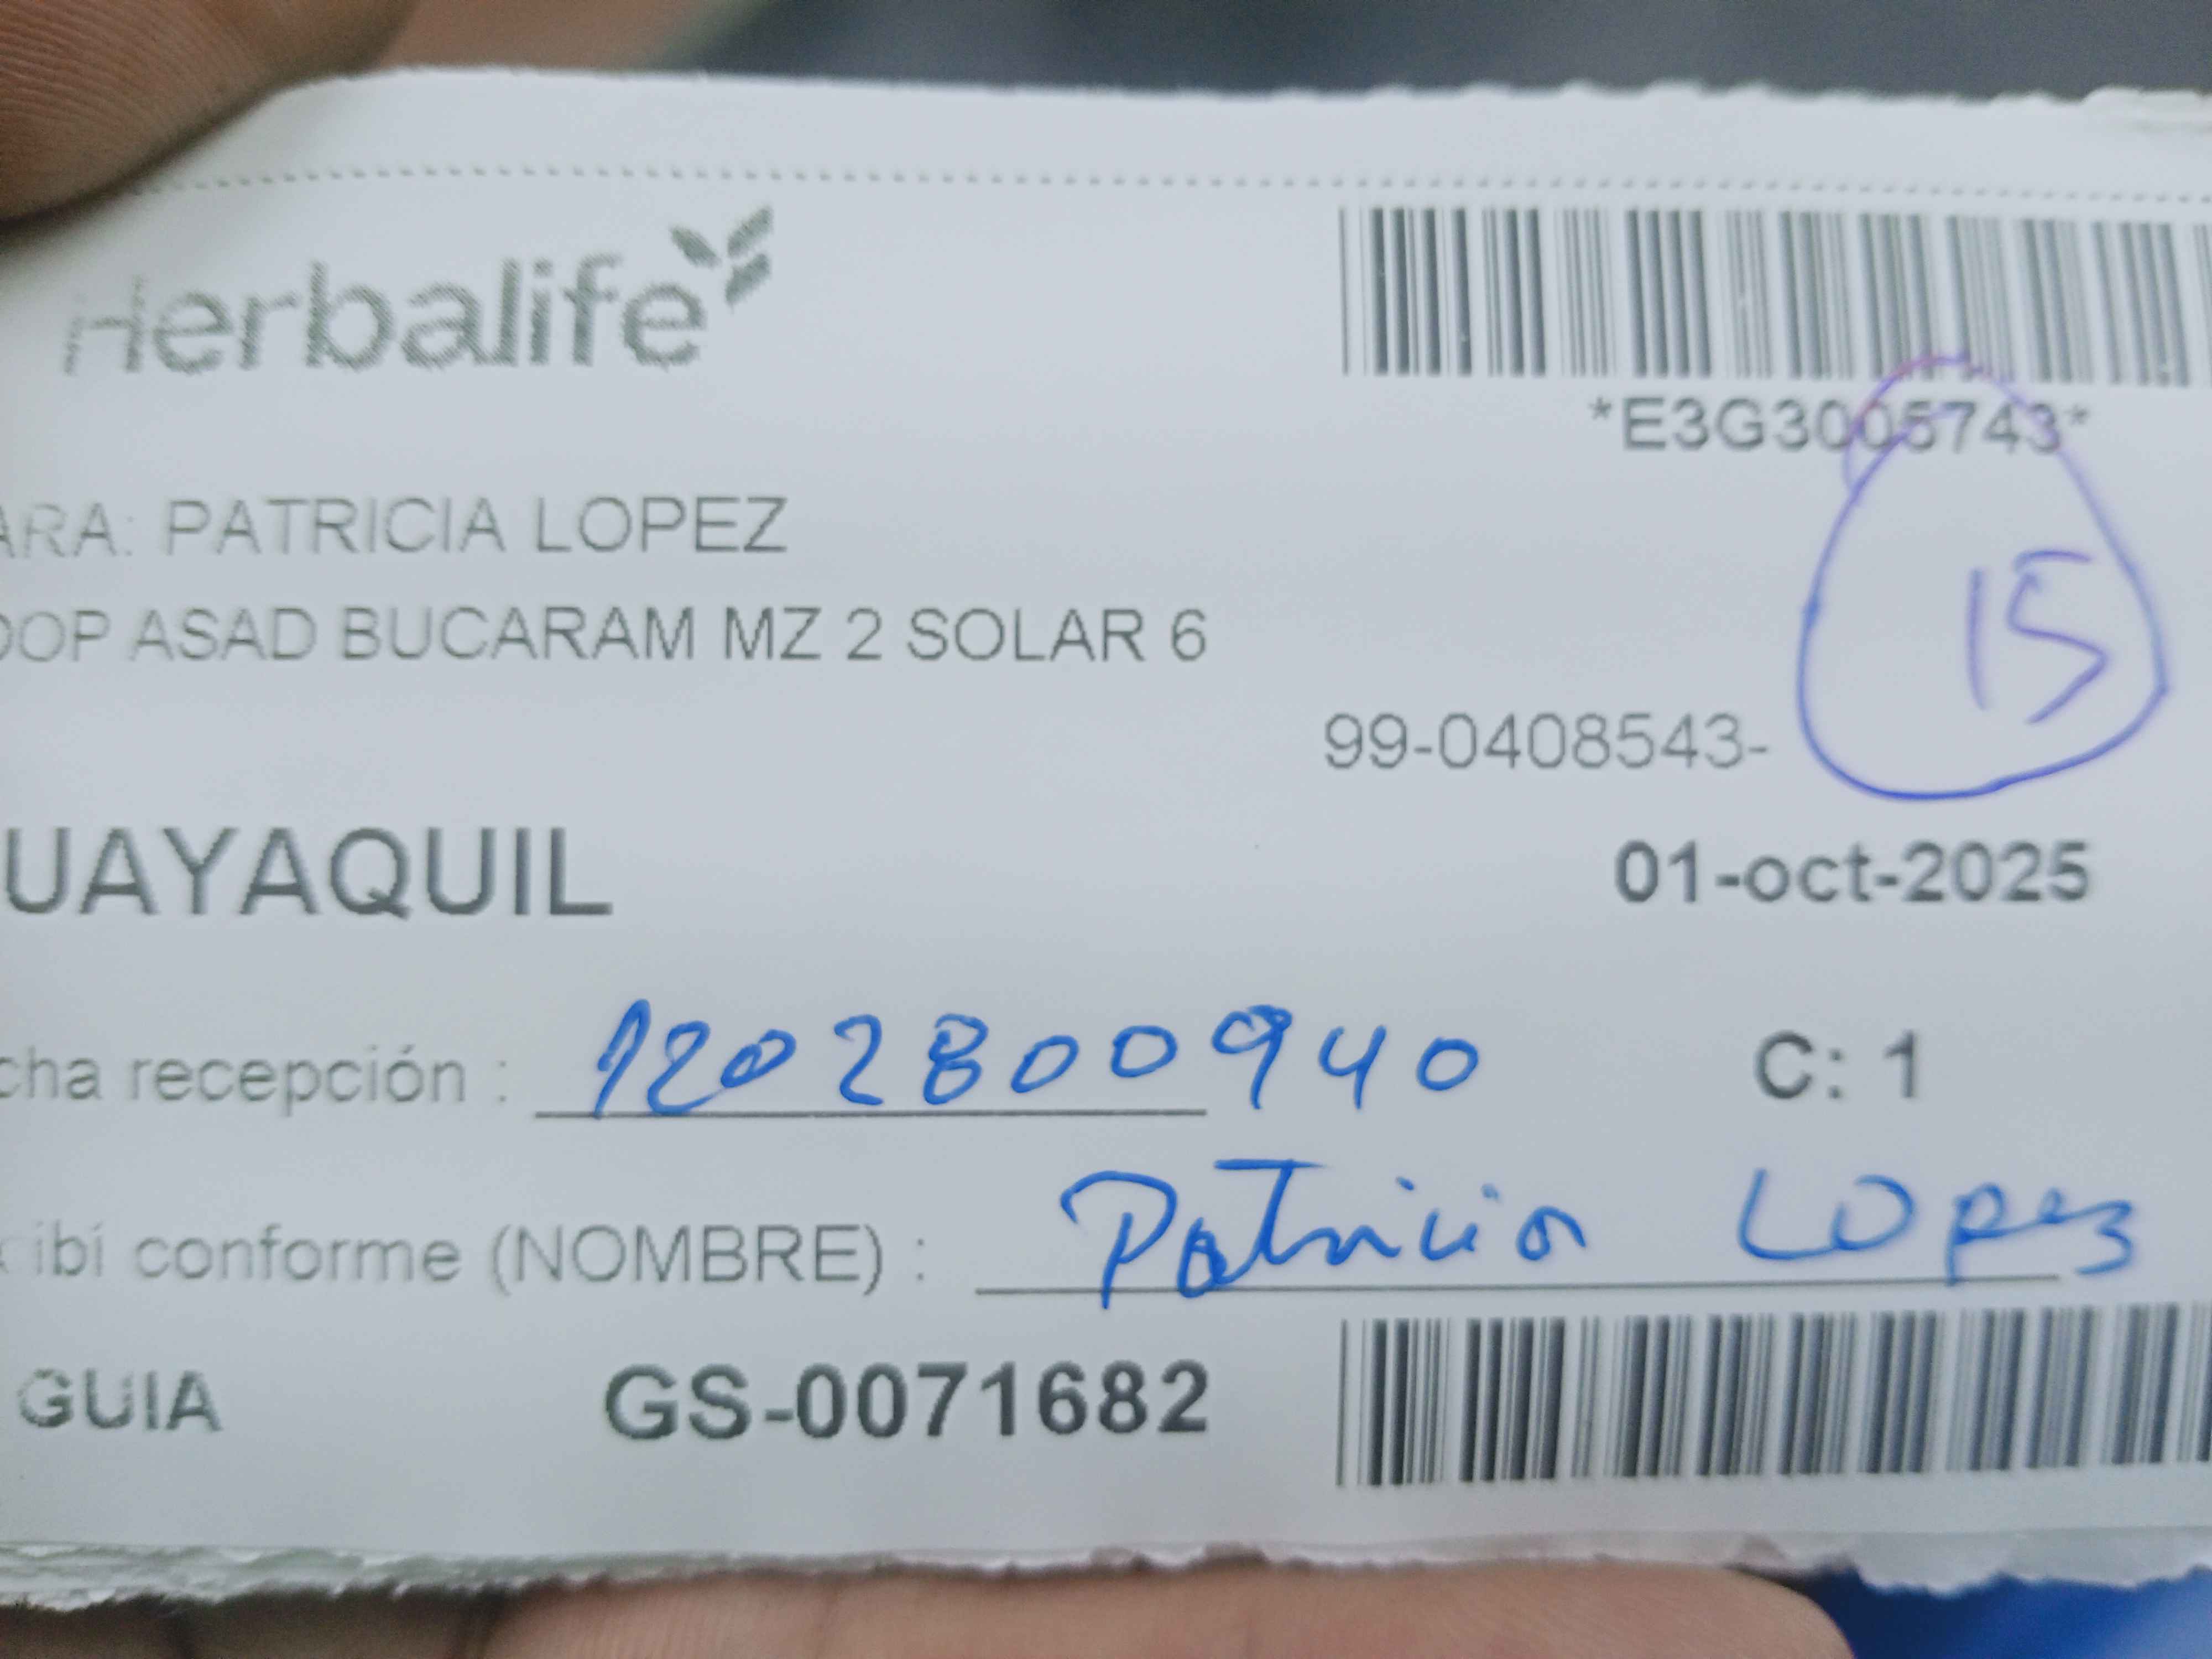 Herbalife
*E3G3005743*
ARA: PATRICIA LOPEZ
OOP ASAD BUCARAM MZ 2 SOLAR 6
15
99-0408543-
UAYAQUIL
01-oct-2025
cha recepción : 1202800940 C: 1
ibí conforme (NOMBRE) : Patricia Lopez
GUIA GS-0071682